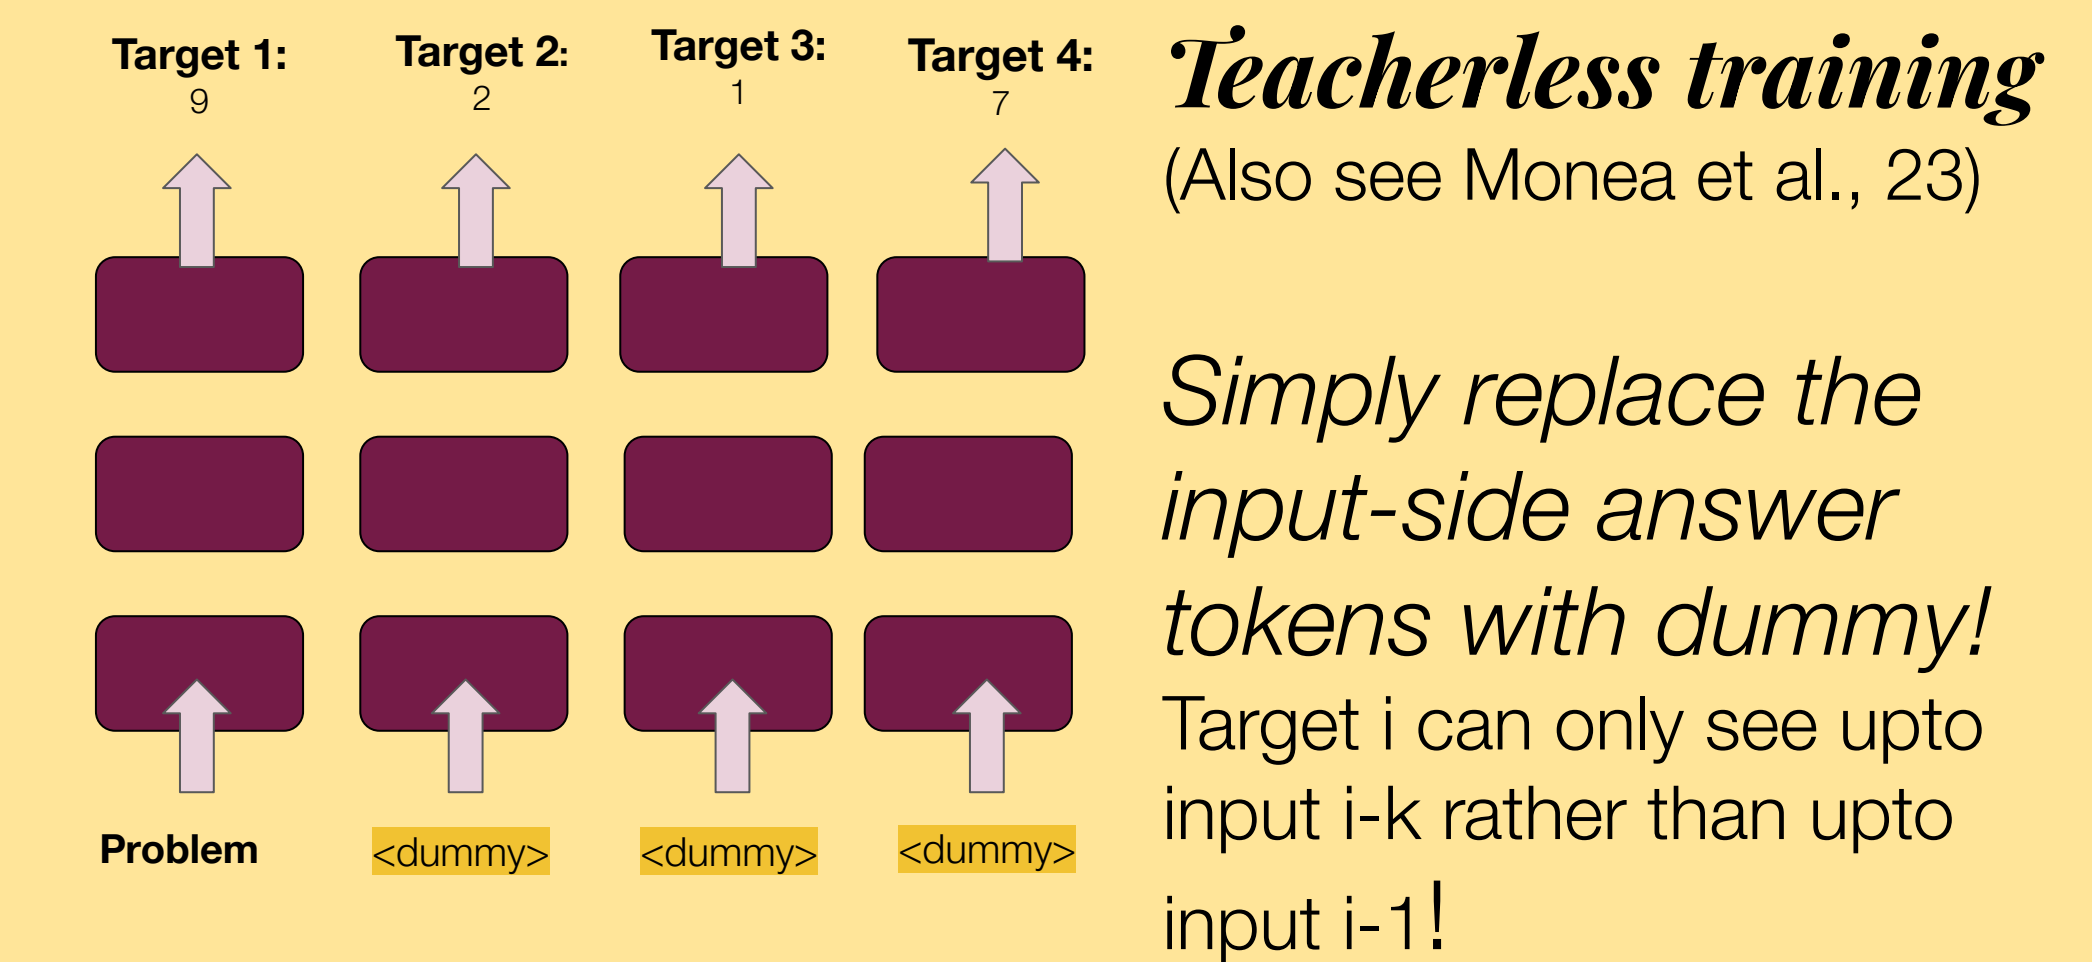 Target 1:
9
Target 2:
2
Target 3:
1
Target 4:
7
Problem
<dummy>
<dummy>
<dummy>
Teacherless training
(Also see Monea et al., 23)
Simply replace the
input-side answer
tokens with dummy!
Target i can only see upto
input i-k rather than upto
input i-1!